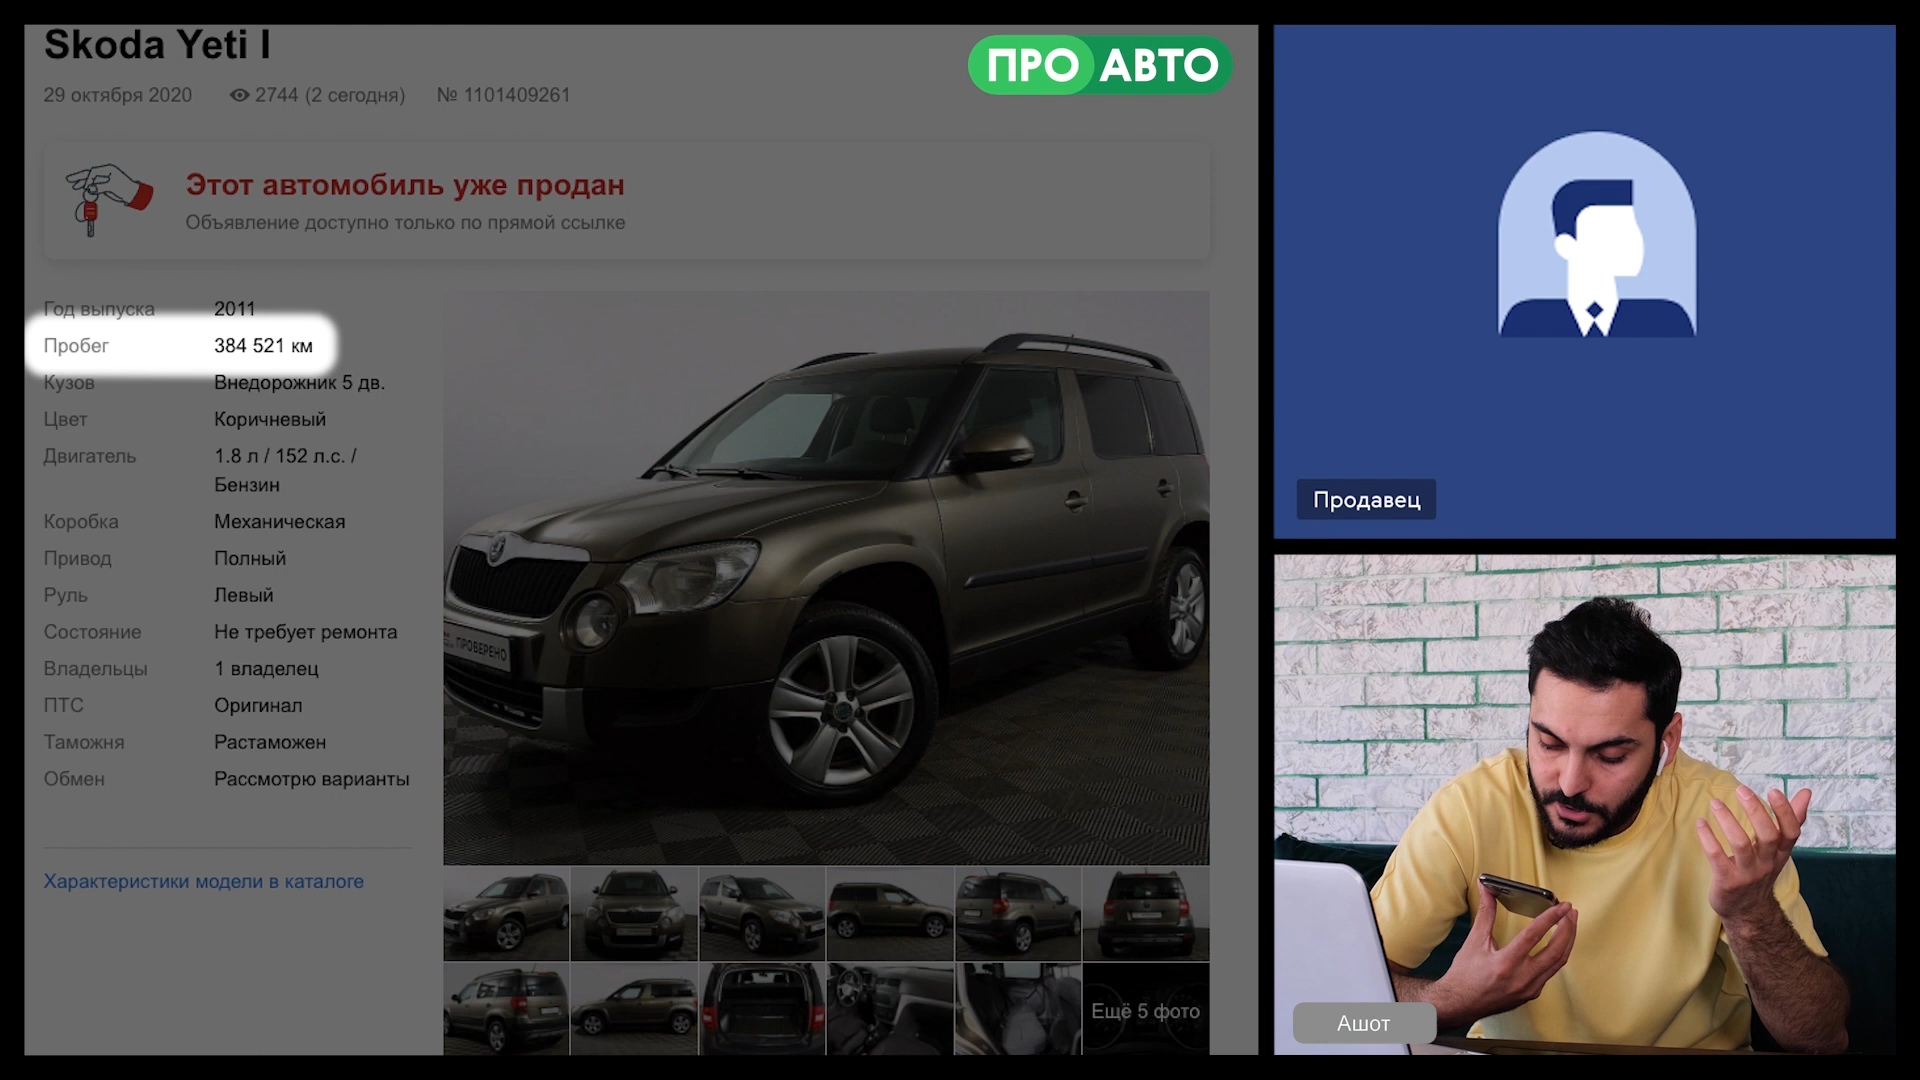 Skoda Yeti I
ПРО АВТО
29 октября 2020 2744 (2 сегодня) № 1101409261
Этот автомобиль уже продан
Объявление доступно только по прямой ссылке
Год выпуска 2011
Пробег 384 521 км
Кузов Внедорожник 5 дв.
Цвет Коричневый
Двигатель 1.8 л / 152 л.с. /
Бензин
Коробка Механическая
Привод Полный
Руль Левый
Состояние Не требует ремонта
Владельцы 1 владелец
ПТС Оригинал
Таможня Растаможен
Обмен Рассмотрю варианты
Характеристики модели в каталоге
ПРОВЕРЕНО
Ещё 5 фото
Продавец
Ашот